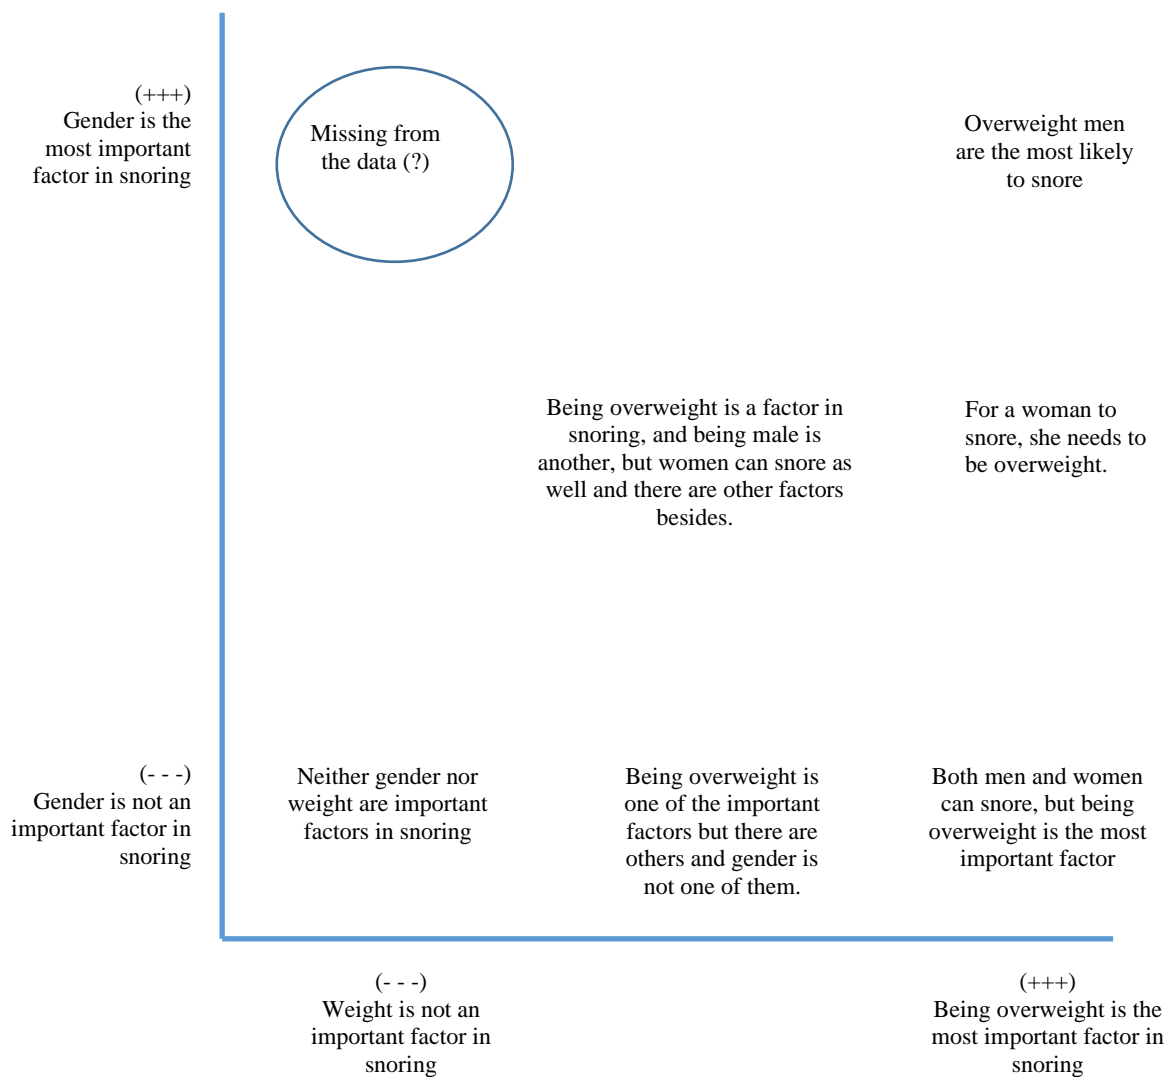 (+++)
Gender is the
most important
factor in snoring
Missing from
the data (?)
Overweight men
are the most likely
to snore
Being overweight is a factor in
snoring, and being male is
another, but women can snore as
well and there are other factors
besides.
For a woman to
snore, she needs to
be overweight.
(- - -)
Gender is not an
important factor in
snoring
Neither gender nor
weight are important
factors in snoring
Being overweight is
one of the important
factors but there are
others and gender is
not one of them.
Both men and women
can snore, but being
overweight is the most
important factor
(- - -)
Weight is not an
important factor in
snoring
(+++)
Being overweight is the
most important factor in
snoring